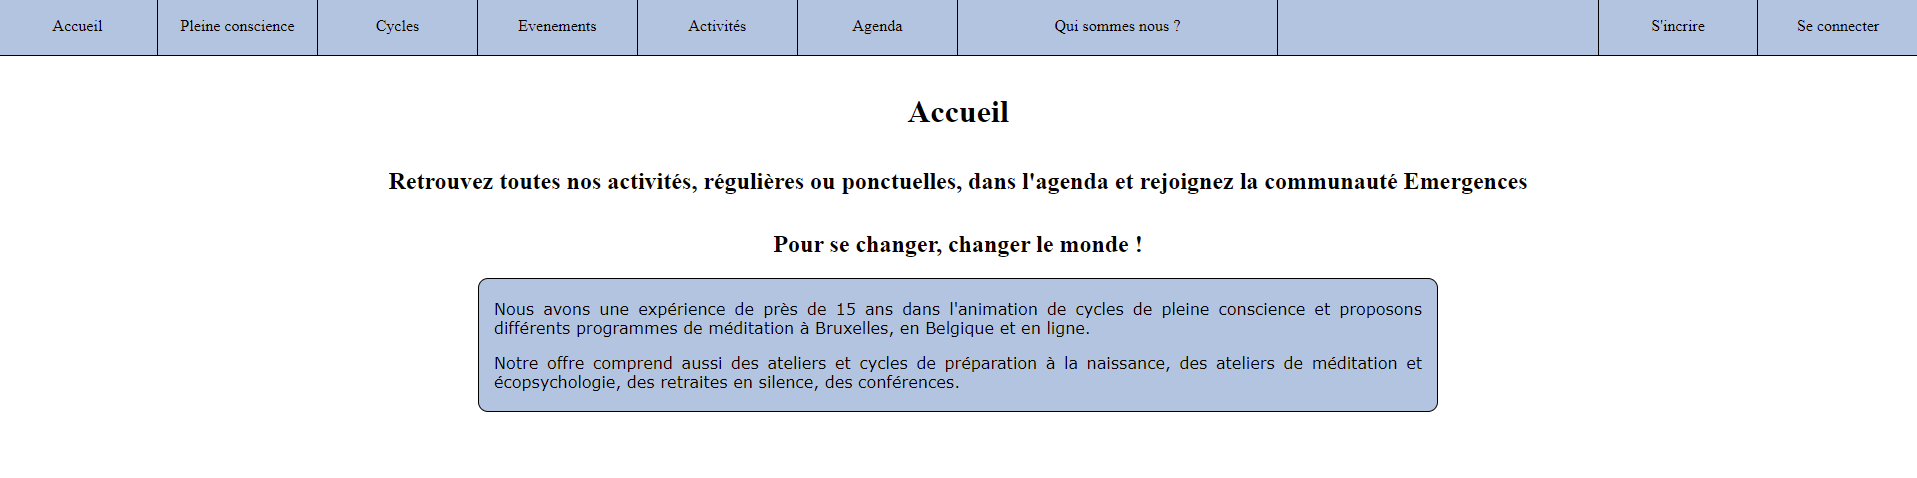 Accueil Pleine conscience Cycles Evenements Activités Agenda Qui sommes nous ? S'incrire Se connecter
Accueil
Retrouvez toutes nos activités, régulières ou ponctuelles, dans l'agenda et rejoignez la communauté Emergences
Pour se changer, changer le monde !
Nous avons une expérience de près de 15 ans dans l'animation de cycles de pleine conscience et proposons
différents programmes de méditation à Bruxelles, en Belgique et en ligne.
Notre offre comprend aussi des ateliers et cycles de préparation à la naissance, des ateliers de méditation et
écopsychologie, des retraites en silence, des conférences.